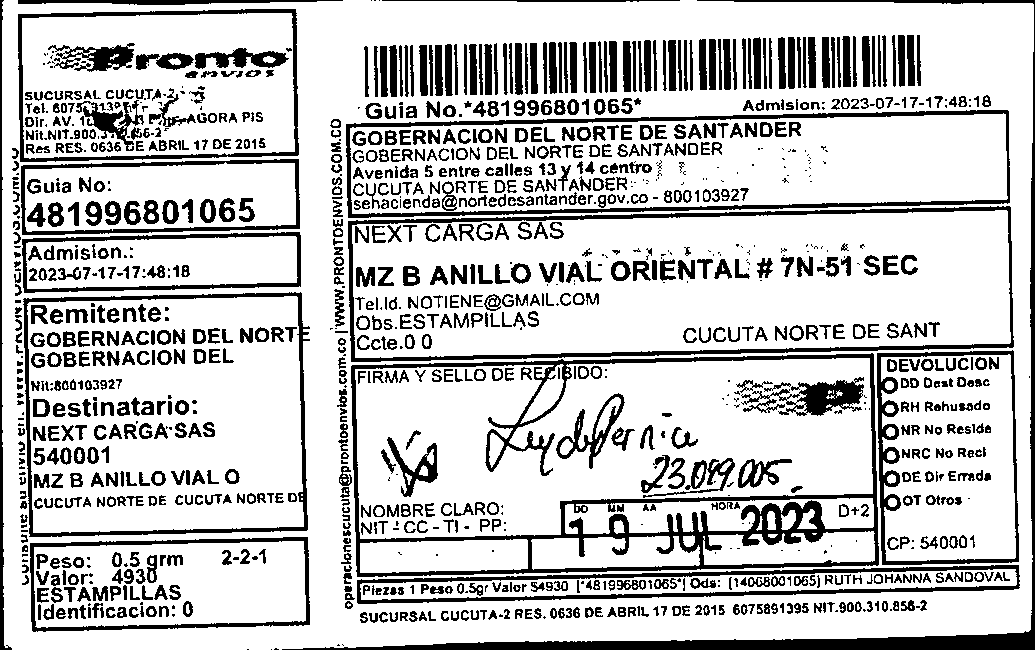 Pronto
envios
SUCURSAL CUCUTA-2
Tel.
Dir. AV. AGORA PIS
Nit.NIT.900.
Res RES. 0636 DE ABRIL 17 DE 2015
Guia No:
481996801065
Admision.:
2023-07-17-17:48:18
Remitente:
GOBERNACION DEL NORTE
GOBERNACION DEL
Nit:800103927
Destinatario:
NEXT CARGA SAS
540001
MZ B ANILLO VIAL O
CUCUTA NORTE DE CUCUTA NORTE DE
Peso: 0.5 grm 2-2-1
Valor: 4930
ESTAMPILLAS
Identificacion: 0
operacionescucuta@prontoenvios.com.co | WWW.PRONTOENVIOS.COM.CO
Guia No.*481996801065* Admision: 2023-07-17-17:48:18
GOBERNACION DEL NORTE DE SANTANDER
GOBERNACION DEL NORTE DE SANTANDER
Avenida 5 entre calles 13 y 14 centro
CUCUTA NORTE DE SANTANDER
sehacienda@nortedesantander.gov.co - 800103927
NEXT CARGA SAS
MZ B ANILLO VIAL ORIENTAL # 7N-51 SEC
Tel.Id. NOTIENE@GMAIL.COM
Obs.ESTAMPILLAS
Ccte.0 0 CUCUTA NORTE DE SANT
FIRMA Y SELLO DE RECIBIDO:
23.099.005
NOMBRE CLARO:
NIT - CC - TI - PP:
DD MM AA HORA D+2
19 JUL 2023
DEVOLUCION
DD Dest Desc
RH Rehusado
NR No Reside
NRC No Recl
DE Dir Errada
OT Otros
CP: 540001
Piezas 1 Peso 0.5gr Valor $4930 [*481996801065*] Ods: [14068001065] RUTH JOHANNA SANDOVAL
SUCURSAL CUCUTA-2 RES. 0636 DE ABRIL 17 DE 2015 6075891395 NIT.900.310.856-2